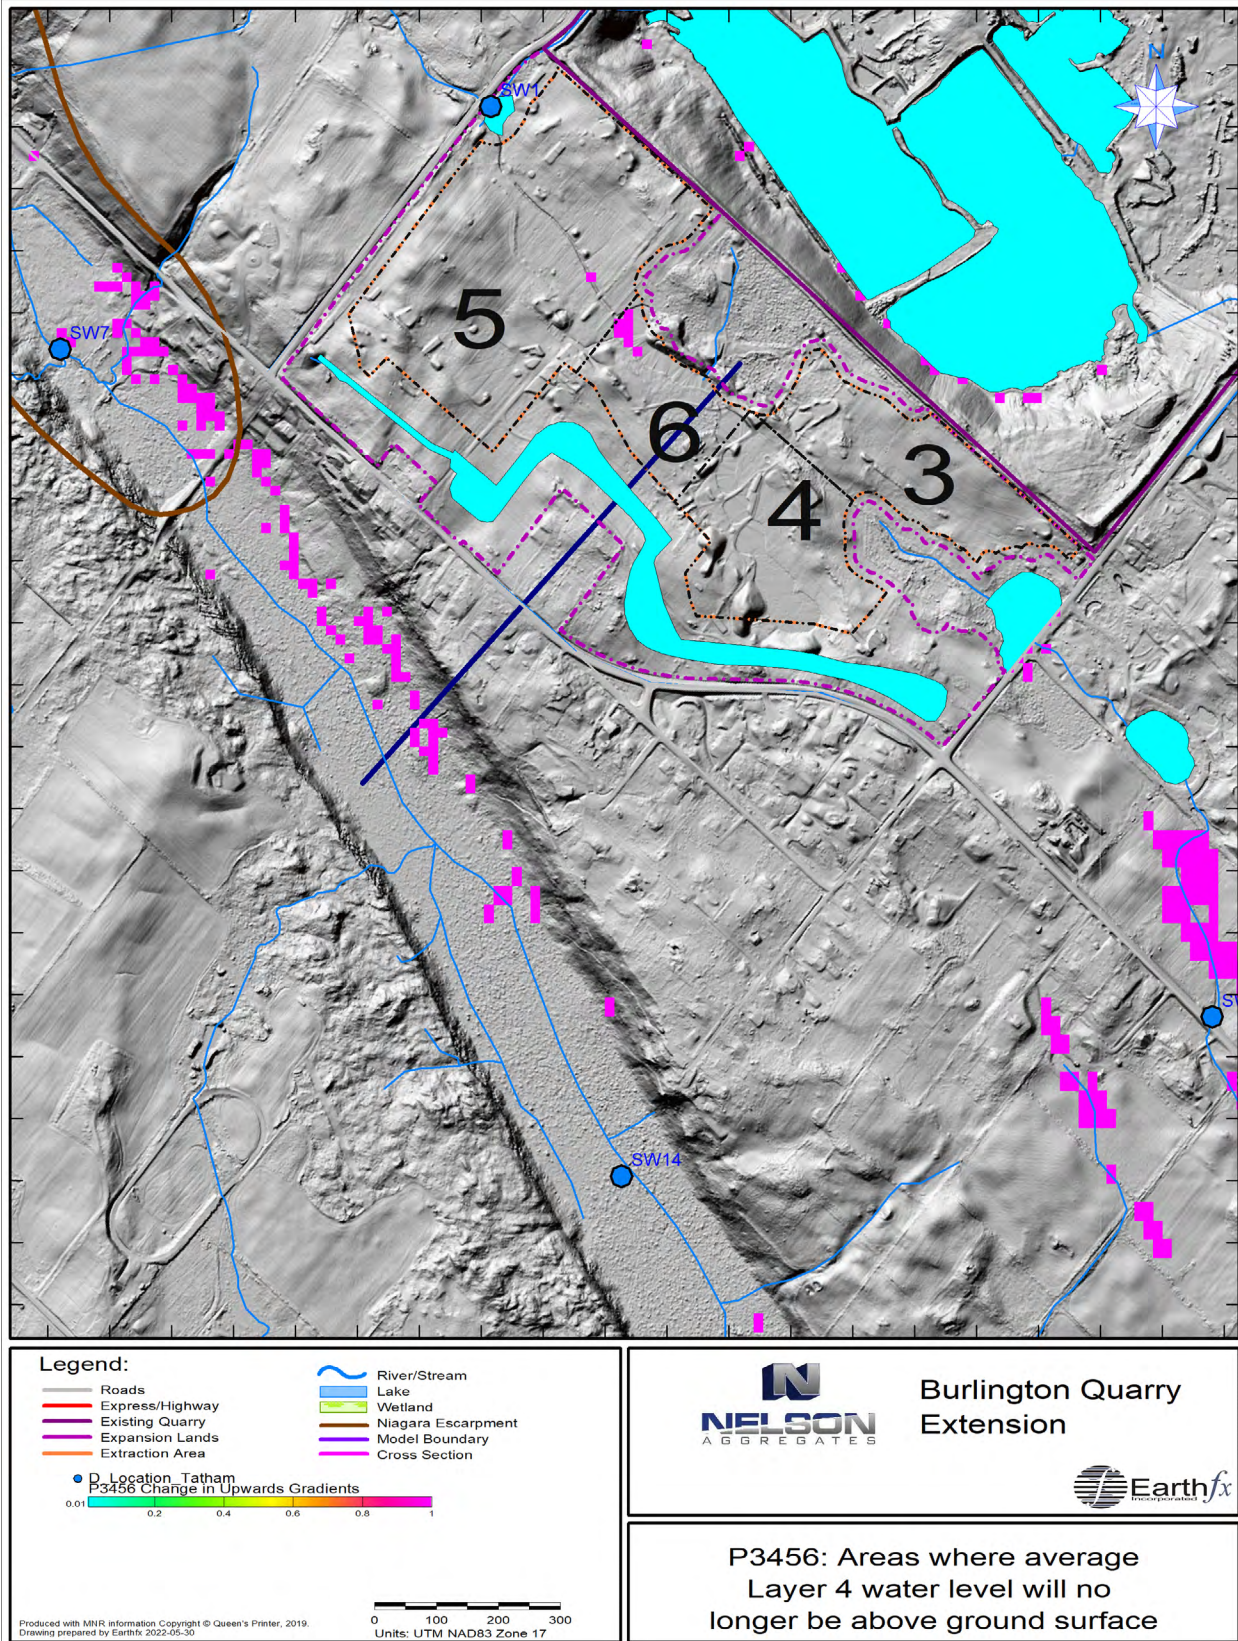 N
SW1
5
SW7
6
3
4
SW14
Legend:
Roads
Express/Highway
Existing Quarry
Expansion Lands
Extraction Area
River/Stream
Lake
Wetland
Niagara Escarpment
Model Boundary
Cross Section
D_Location_Tatham
P3456 Change in Upwards Gradients
0.01 0.2 0.4 0.6 0.8 1
0 100 200 300
Units: UTM NAD83 Zone 17
Produced with MNR information Copyright © Queen's Printer, 2019.
Drawing prepared by Earthfx 2022-05-30
N
NELSON
AGGREGATES
Burlington Quarry
Extension
Earthfx
Incorporated
P3456: Areas where average
Layer 4 water level will no
longer be above ground surface